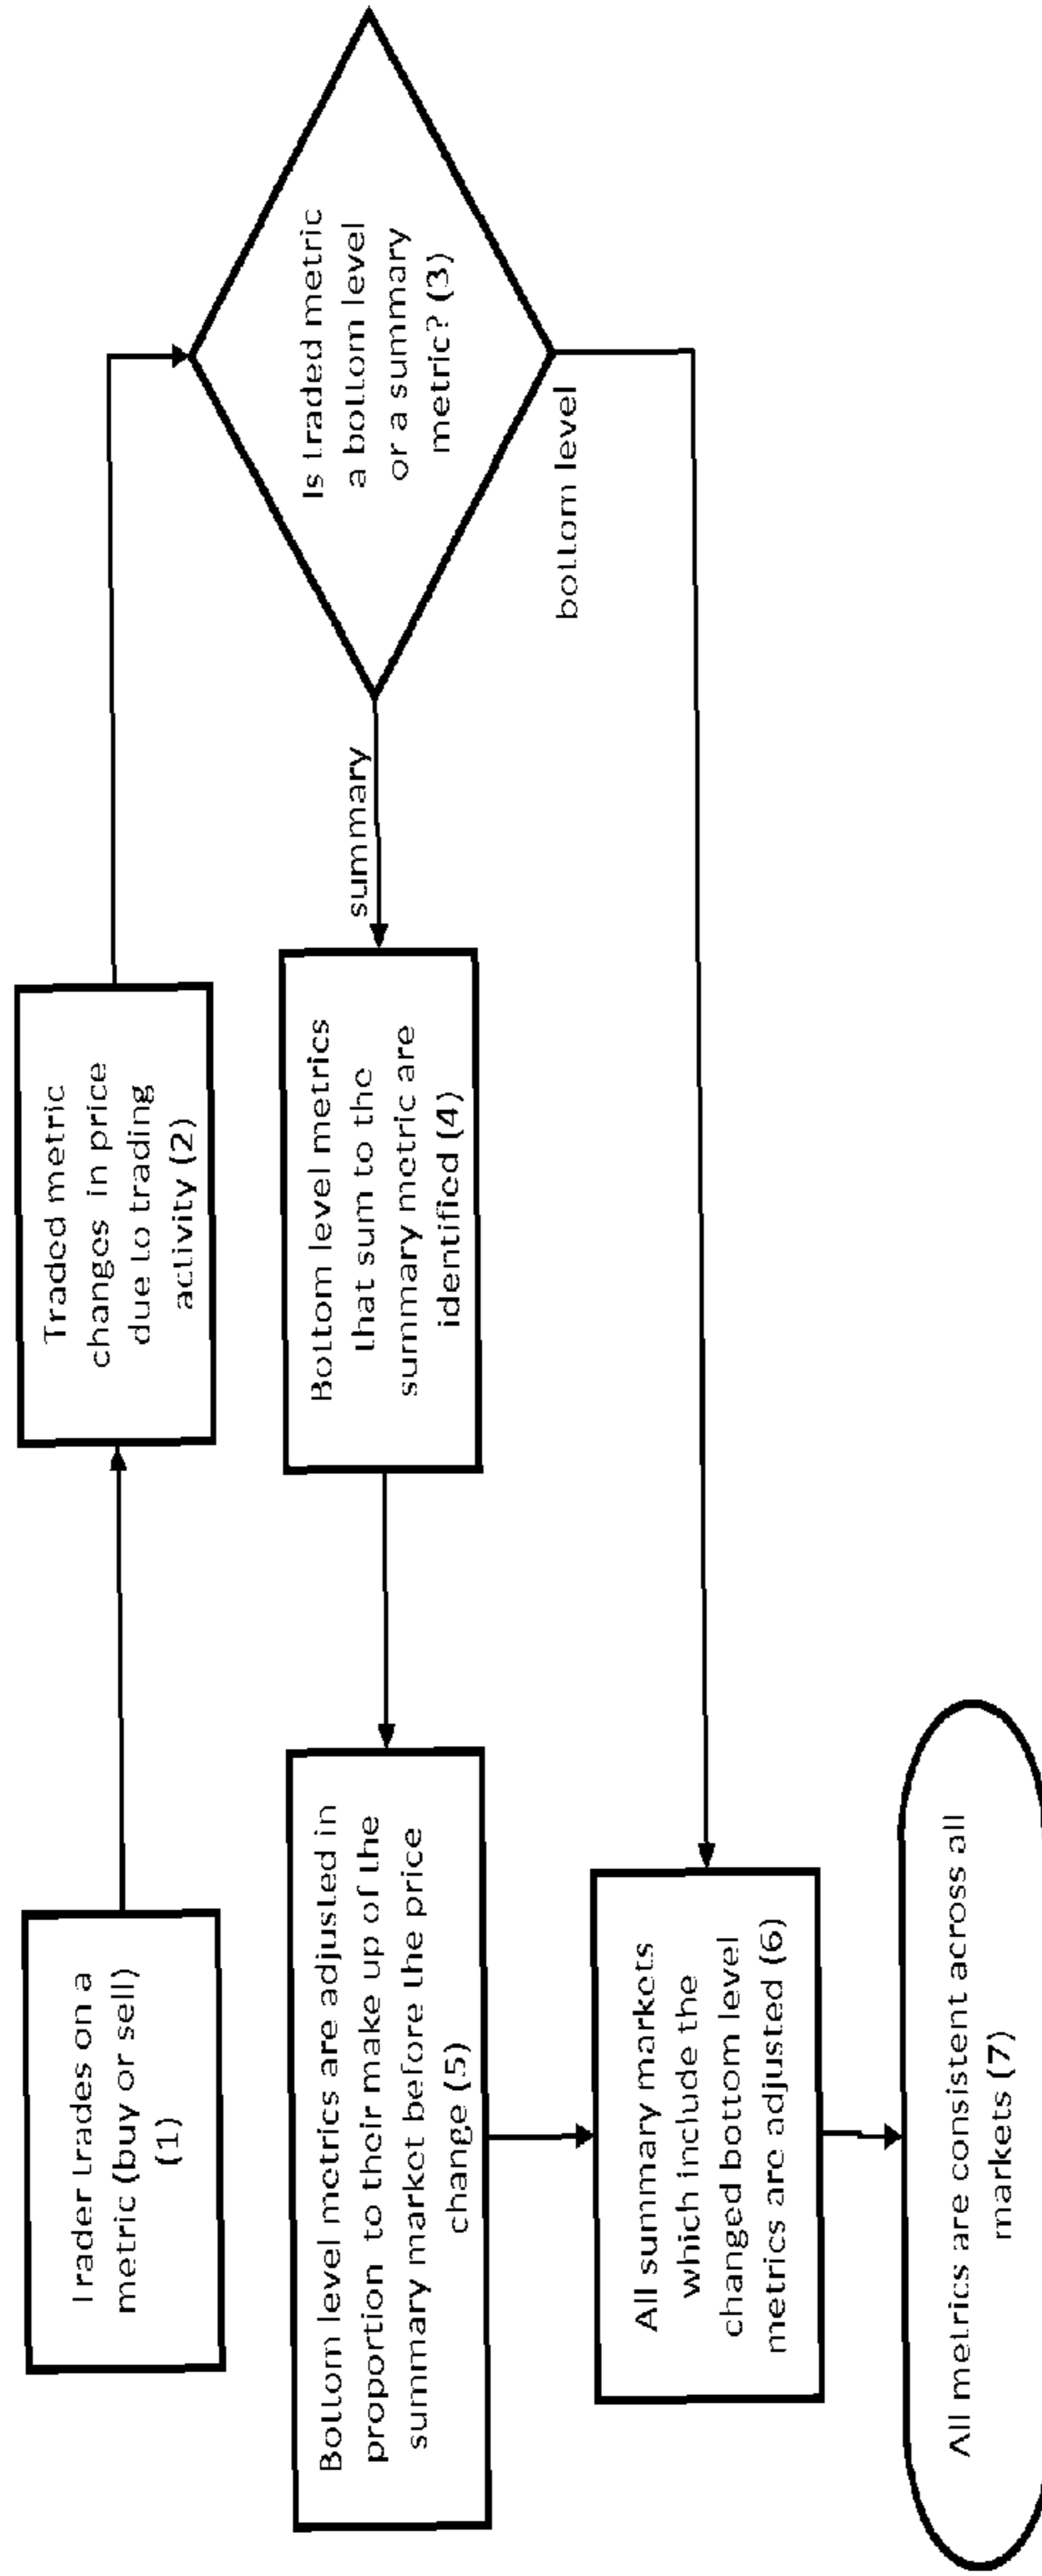 Trader trades on a
metric (buy or sell)
(1)
Traded metric
changes in price
due to trading
activity (2)
Is traded metric
a bottom level
or a summary
metric? (3)
summary
bottom level
Bottom level metrics
that sum to the
summary metric are
identified (4)
Bottom level metrics are adjusted in
proportion to their make up of the
summary market before the price
change (5)
All summary markets
which include the
changed bottom level
metrics are adjusted (6)
All metrics are consistent across all
markets (7)